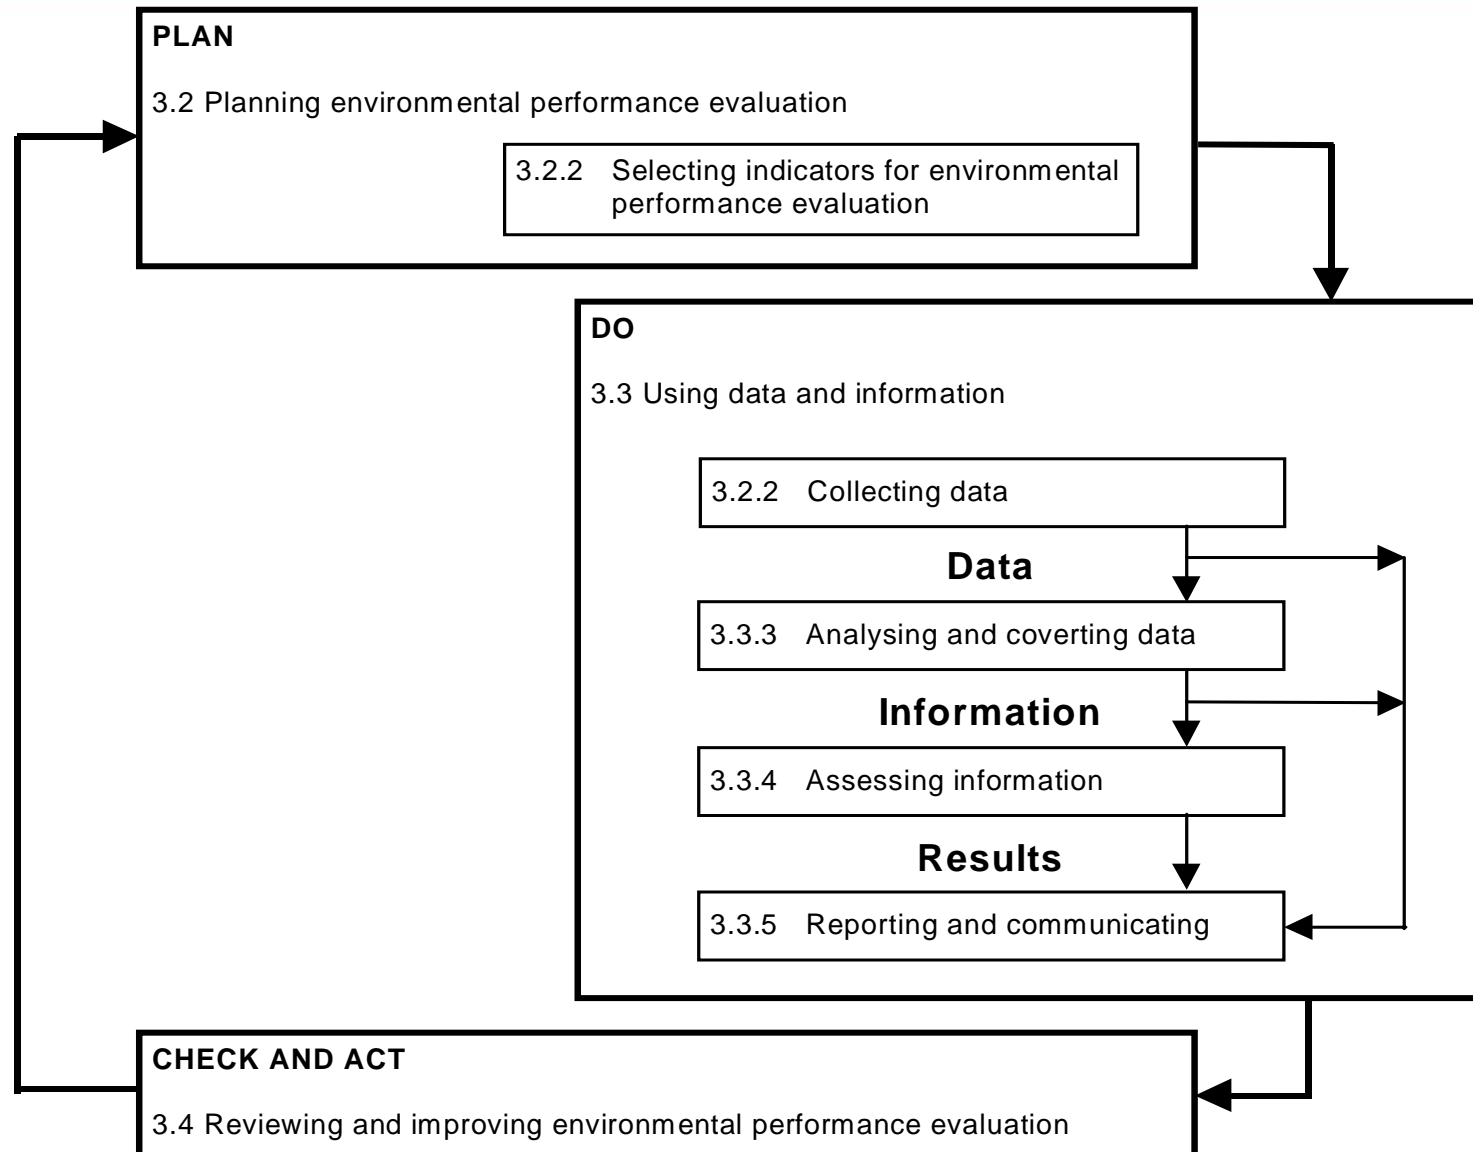 PLAN
3.2 Planning environmental performance evaluation
3.2.2 Selecting indicators for environmental
performance evaluation
DO
3.3 Using data and information
3.2.2 Collecting data
Data
3.3.3 Analysing and coverting data
Information
3.3.4 Assessing information
Results
3.3.5 Reporting and communicating
CHECK AND ACT
3.4 Reviewing and improving environmental performance evaluation